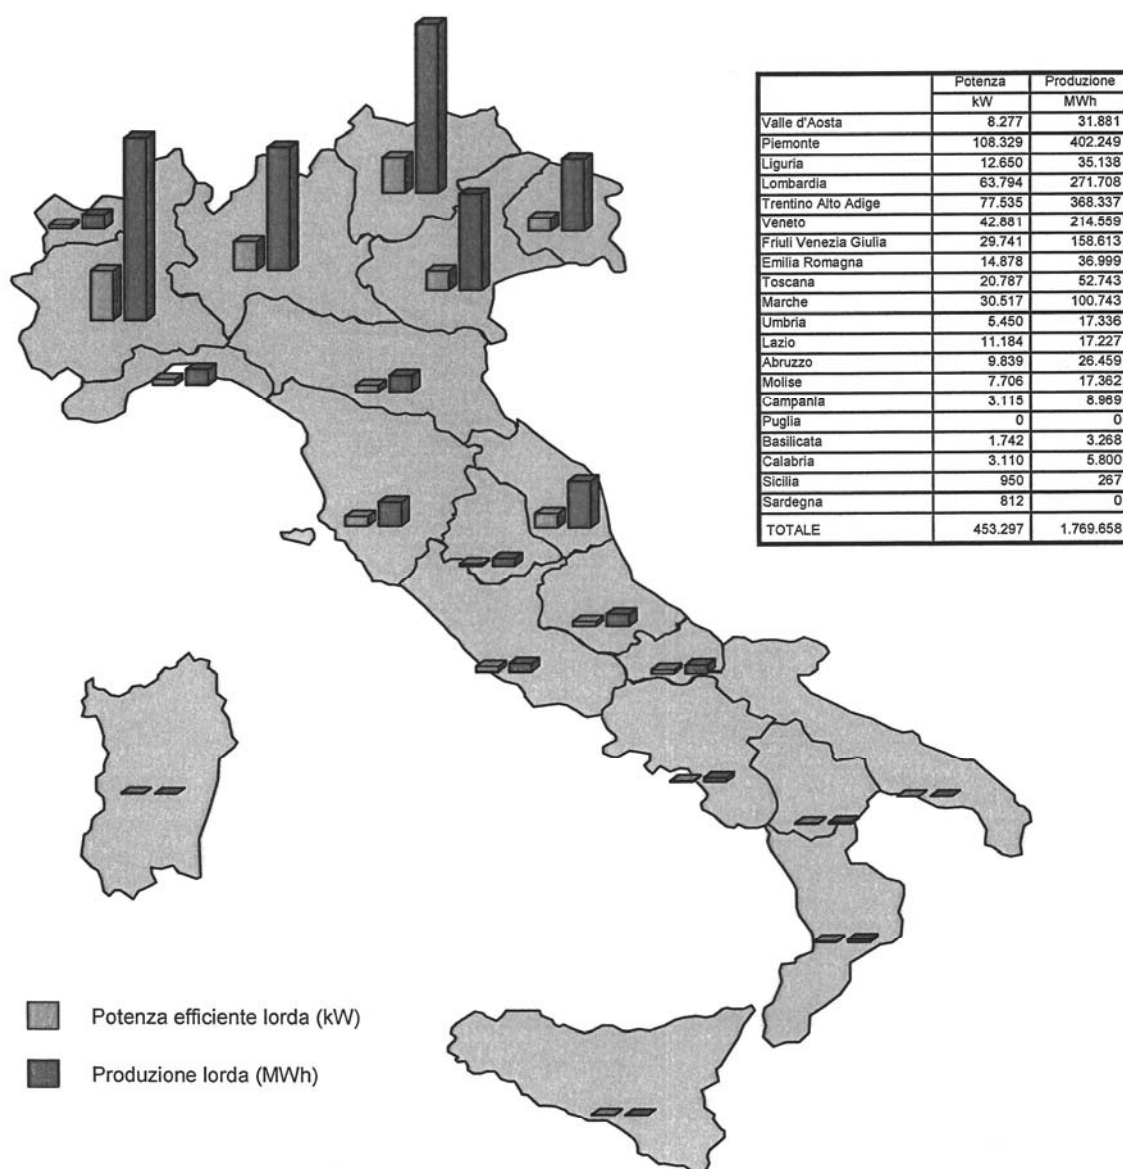 Potenza Produzione
kW MWh
Valle d'Aosta 8.277 31.881
Piemonte 108.329 402.249
Liguria 12.650 35.138
Lombardia 63.794 271.708
Trentino Alto Adige 77.535 368.337
Veneto 42.881 214.559
Friuli Venezia Giulia 29.741 158.613
Emilia Romagna 14.878 36.999
Toscana 20.787 52.743
Marche 30.517 100.743
Umbria 5.450 17.336
Lazio 11.184 17.227
Abruzzo 9.839 26.459
Molise 7.706 17.362
Campania 3.115 8.969
Puglia 0 0
Basilicata 1.742 3.268
Calabria 3.110 5.800
Sicilia 950 267
Sardegna 812 0
TOTALE 453.297 1.769.658
Potenza efficiente lorda (kW)
Produzione lorda (MWh)